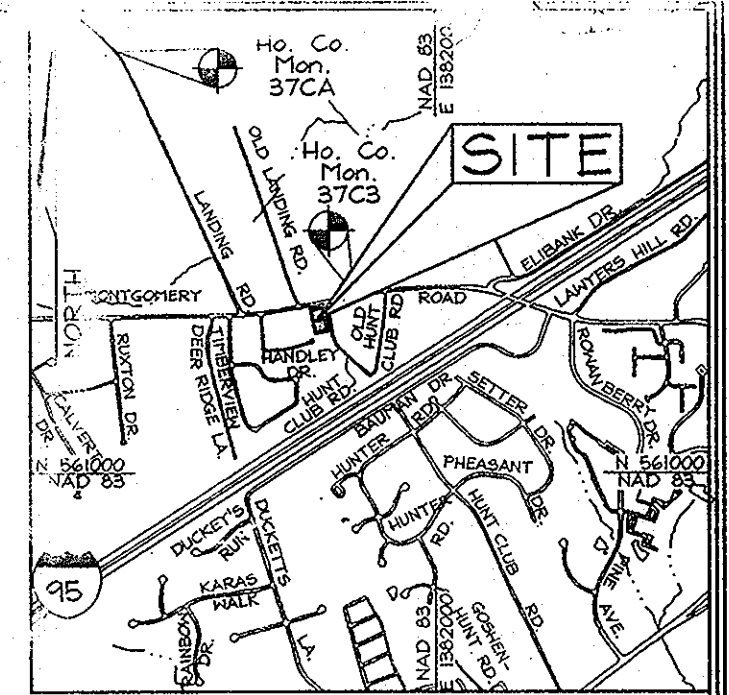 Ho. Co.
Mon.
37CA
NAD 83
E 138200
Ho. Co.
Mon.
37C3
SITE
OLD LANDING RD.
LANDING RD
ELIBANK DR.
LAWYERS HILL RD.
NORTH
ONTGOMERY
ROAD
OLD
HUNT
CLUB RD
RUXTON DR.
TIMBERVIEW
DEER RIDGE LA.
HANDLEY
DR.
HUNT
CLUB RD.
ROWANBERRY DR.
CALVERT
DR.
BAUMAN DR
SETTER
DR.
HUNTER
RD.
PHEASANT
DR.
N 561000
NAD 83
N 561000
NAD 83
HUNTER
RD.
HUNT CLUB
RD.
DUCKEY'S
RUN
DUCKETTS
LA.
PINE
AVE.
95
KARAS
WALK
RAINBOW
DR.
NAD 83
E 1382000
GOSHEN-
HUNT RD.